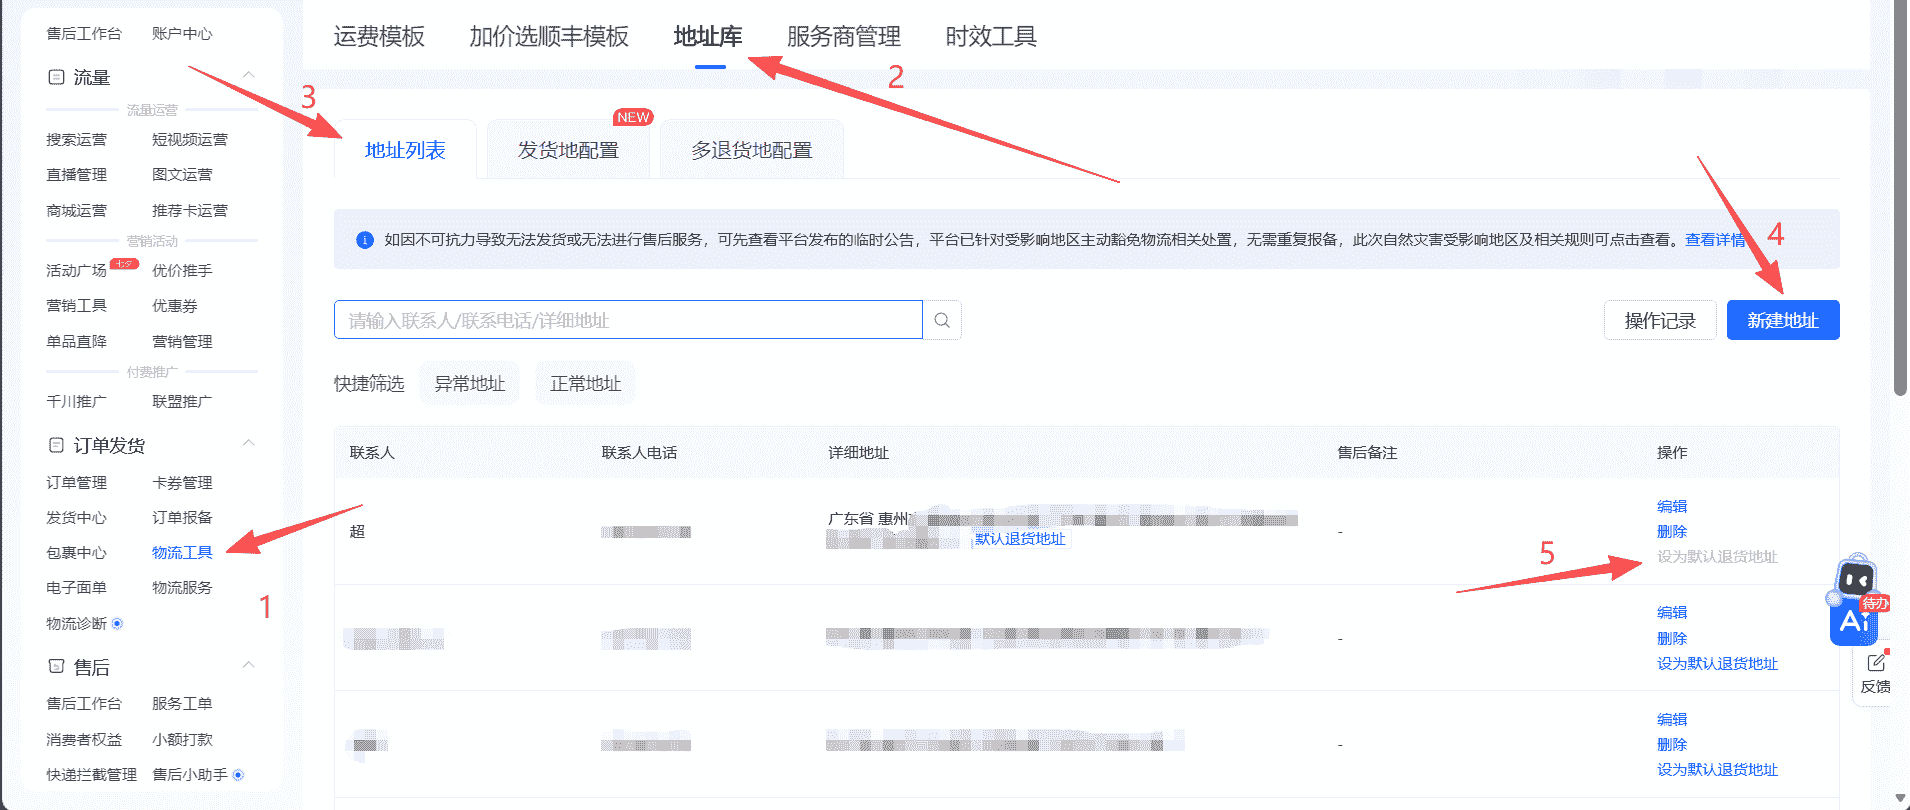 售后工作台 账户中心
流量
流量运营
搜索运营 短视频运营
直播管理 图文运营
商城运营 推荐卡运营
营销活动
活动广场 优价推手
营销工具 优惠券
单品直降 营销管理
付费推广
千川推广 联盟推广
订单发货
订单管理 卡券管理
发货中心 订单报备
包裹中心 物流工具
电子面单 物流服务
1
物流诊断
售后
售后工作台 服务工单
消费者权益 小额打款
快递拦截管理 售后小助手
运费模板 加价选顺丰模板 地址库 服务商管理 时效工具
2
3
NEW
地址列表 发货地配置 多退货地配置
如因不可抗力导致无法发货或无法进行售后服务，可先查看平台发布的临时公告，平台已针对受影响地区主动豁免物流相关处置，无需重复报备，此次自然灾害受影响地区及相关规则可点击查看。查看详情
4
请输入联系人/联系电话/详细地址
操作记录 新建地址
快捷筛选 异常地址 正常地址
联系人 联系人电话 详细地址 售后备注 操作
超 广东省 惠州 -
默认退货地址
编辑
删除
设为默认退货地址
5
- 编辑
删除
设为默认退货地址
- 编辑
删除
设为默认退货地址
待办
Ai
反馈